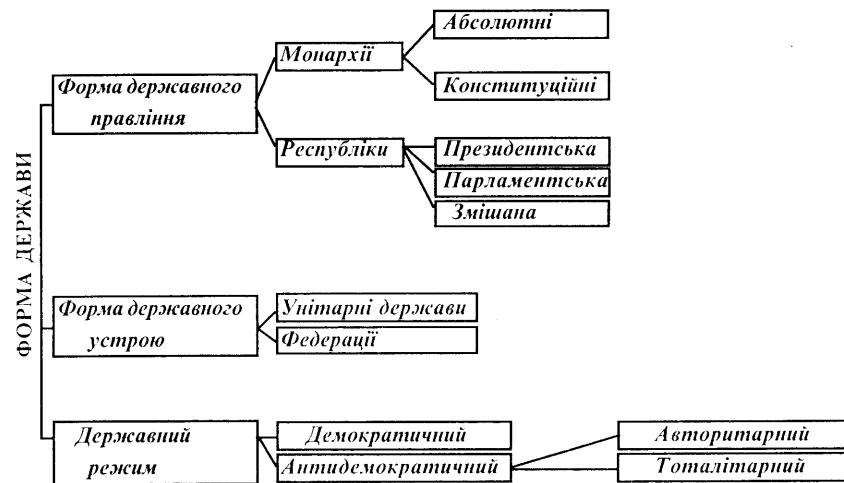 ФОРМА ДЕРЖАВИ
Форма державного
правління
Монархії
Абсолютні
Конституційні
Республіки
Президентська
Парламентська
Змішана
Форма державного
устрою
Унітарні держави
Федерації
Державний
режим
Демократичний
Антидемократичний
Авторитарний
Тоталітарний